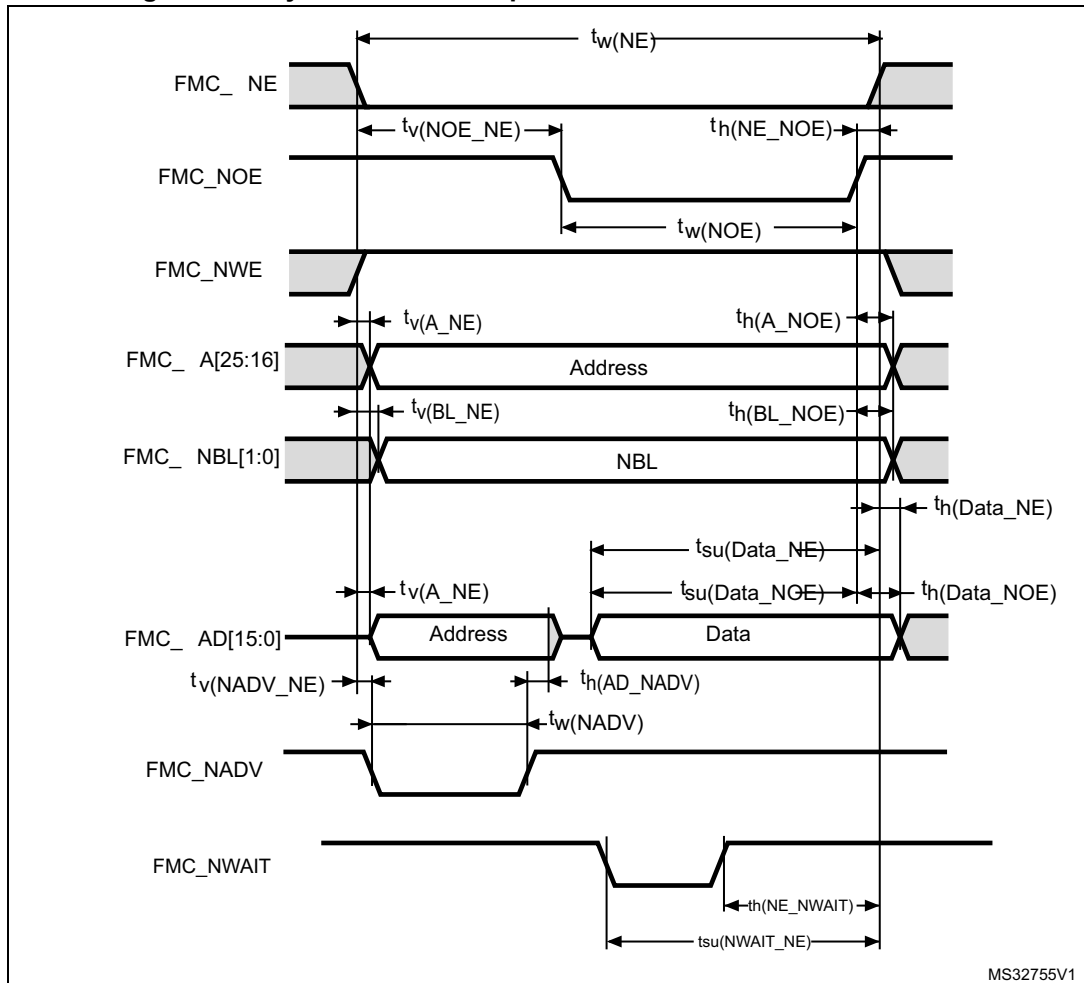 tw(NE)
FMC_ NE
tv(NOE_NE)
th(NE_NOE)
FMC_NOE
tw(NOE)
FMC_NWE
tv(A_NE)
th(A_NOE)
FMC_ A[25:16]
Address
tv(BL_NE)
th(BL_NOE)
FMC_ NBL[1:0]
NBL
th(Data_NE)
tsu(Data_NE)
tv(A_NE)
tsu(Data_NOE)
th(Data_NOE)
FMC_ AD[15:0]
Address
Data
tv(NADV_NE)
th(AD_NADV)
tw(NADV)
FMC_NADV
FMC_NWAIT
th(NE_NWAIT)
tsu(NWAIT_NE)
MS32755V1